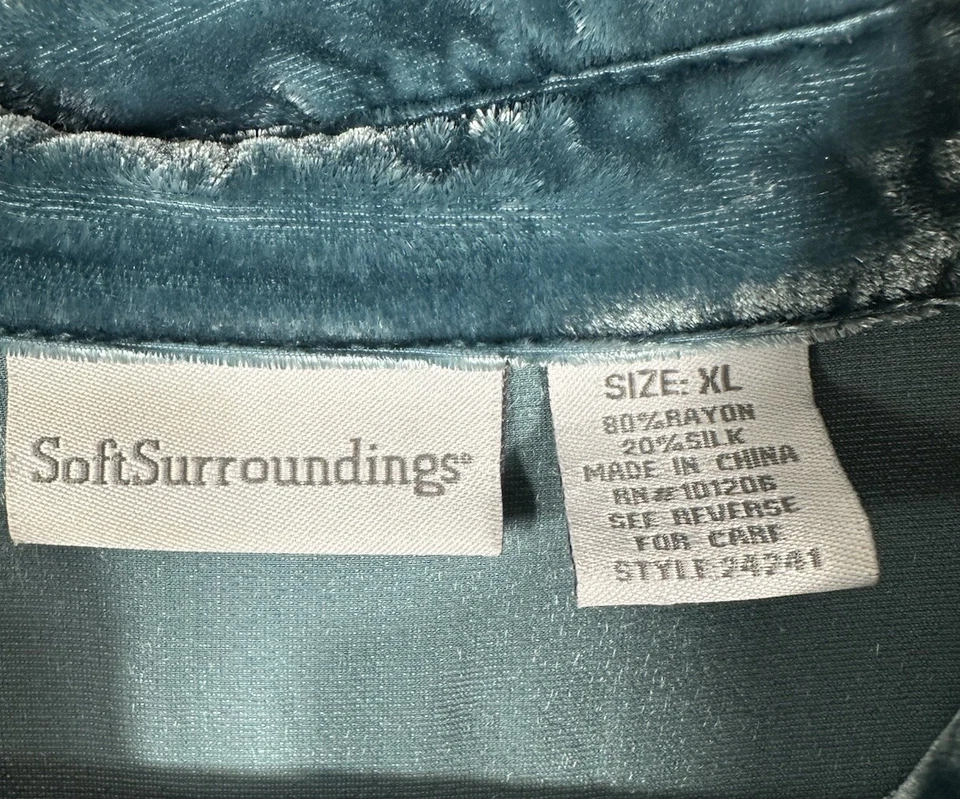 SoftSurroundings®
SIZE: XL
80%RAYON
20%SILK
MADE IN CHINA
RN#101206
SEE REVERSE
FOR CARE
STYLE:24241